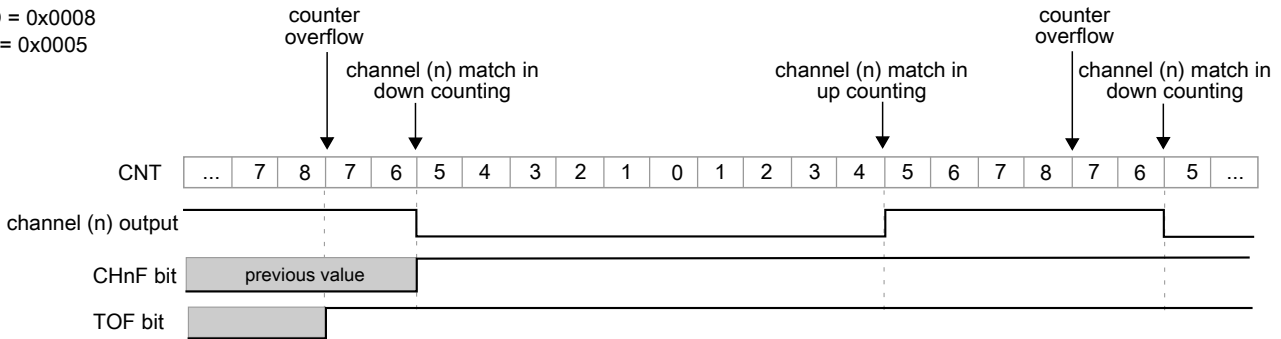 = 0x0008
= 0x0005
counter
overflow
channel (n) match in
down counting
channel (n) match in
up counting
counter
overflow
channel (n) match in
down counting
CNT ... 7 8 7 6 5 4 3 2 1 0 1 2 3 4 5 6 7 8 7 6 5 ...
channel (n) output
CHnF bit previous value
TOF bit